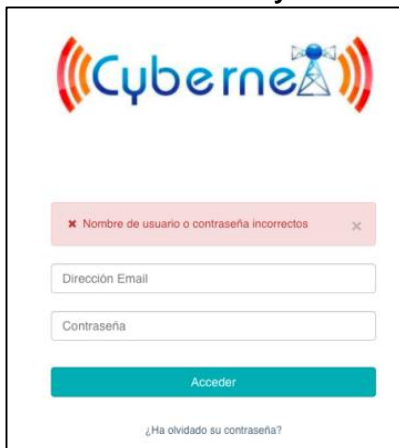 Cybernet
✖ Nombre de usuario o contraseña incorrectos ×
Dirección Email
Contraseña
Acceder
¿Ha olvidado su contraseña?